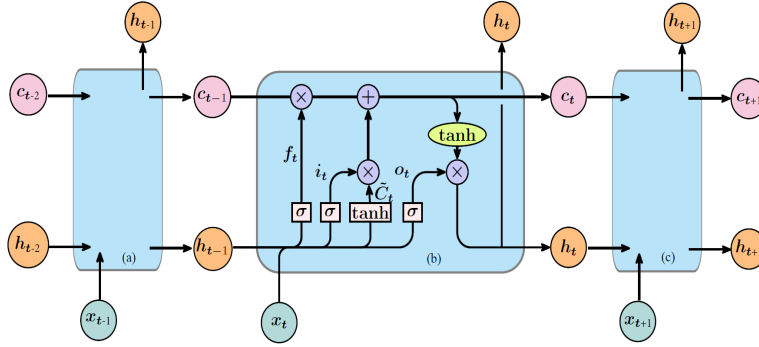 h_{t-1} h_t h_{t+1}
c_{t-2} c_{t-1} × + c_t c_{t+1}
tanh
f_t i_t × o_t ×
C̃_t
σ σ tanh σ
h_{t-2} (a) h_{t-1} (b) h_t (c) h_{t+}
x_{t-1} x_t x_{t+1}